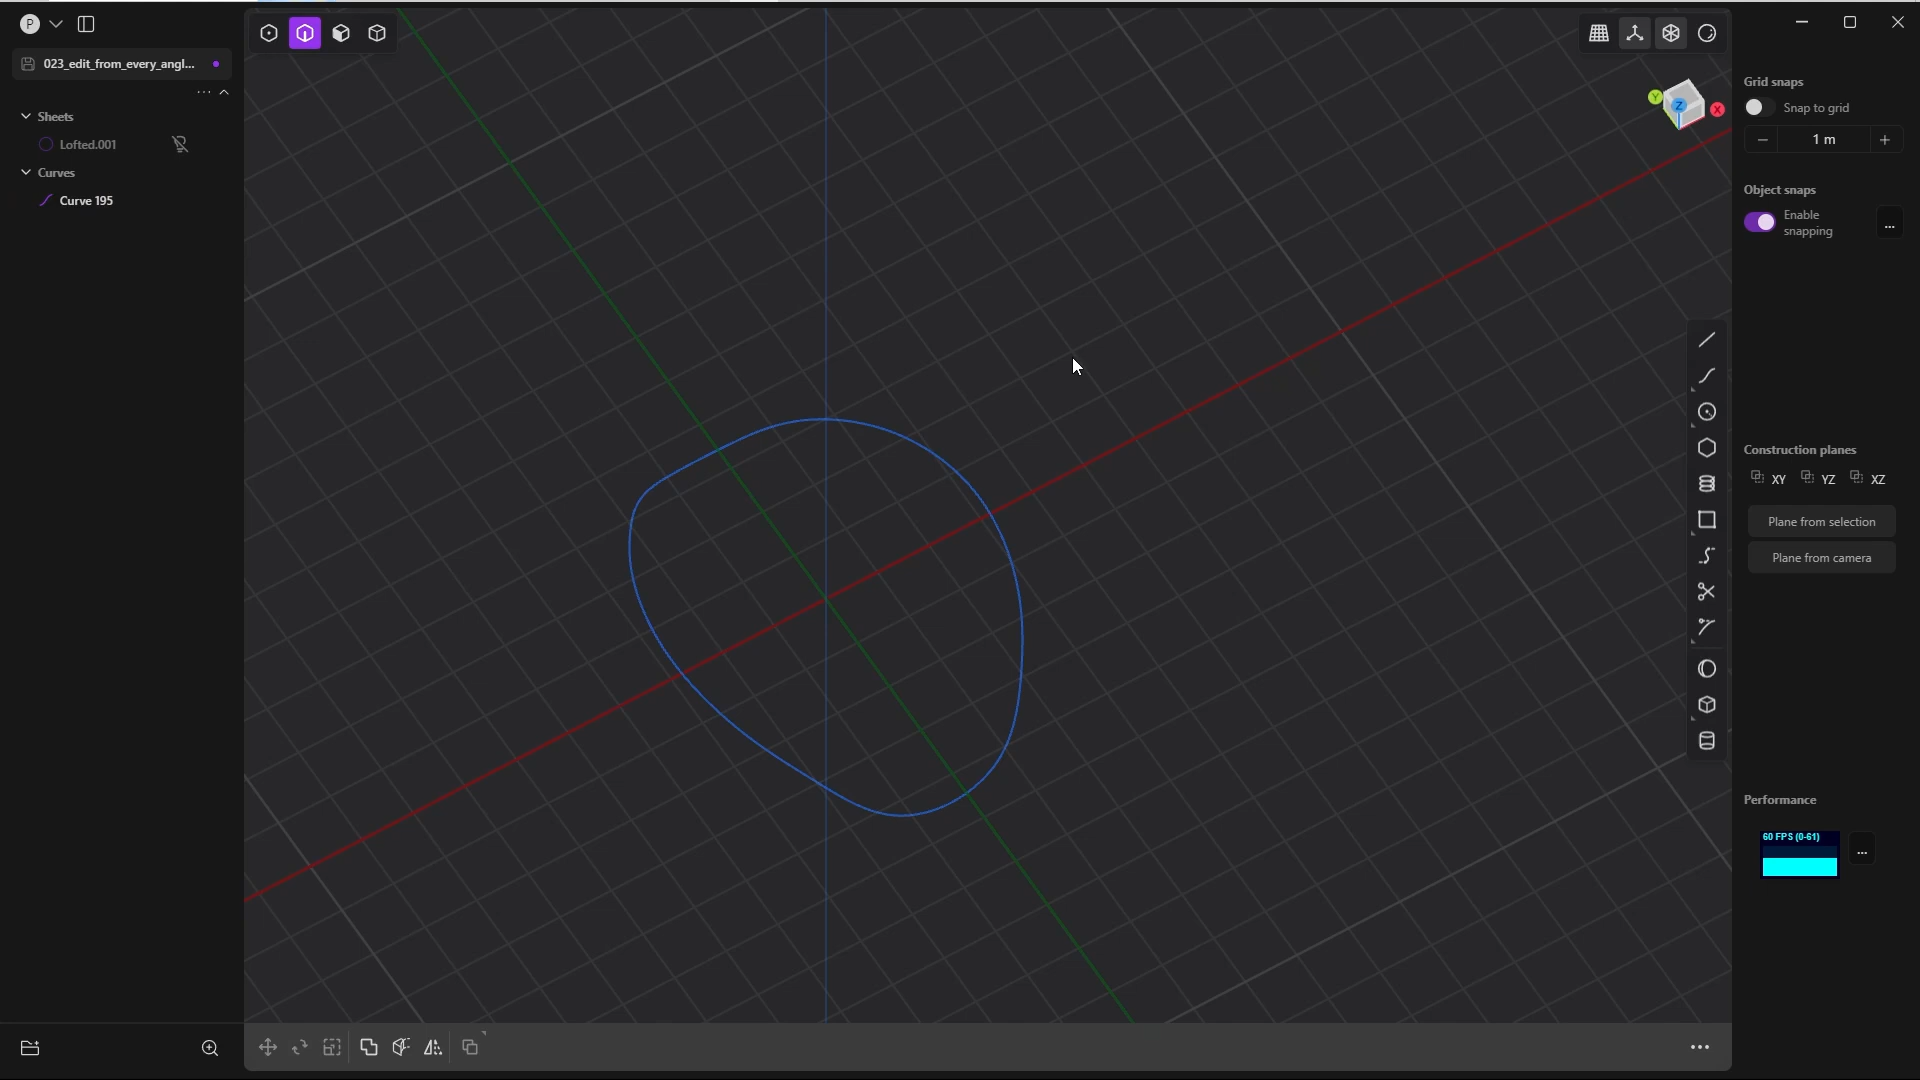 P
023_edit_from_every_angl...
Sheets
Lofted.001
Curves
Curve 195
Y
Z
X
Grid snaps
Snap to grid
1 m
Object snaps
Enable
snapping
...
Construction planes
XY
YZ
XZ
Plane from selection
Plane from camera
Performance
60 FPS (0-61)
...